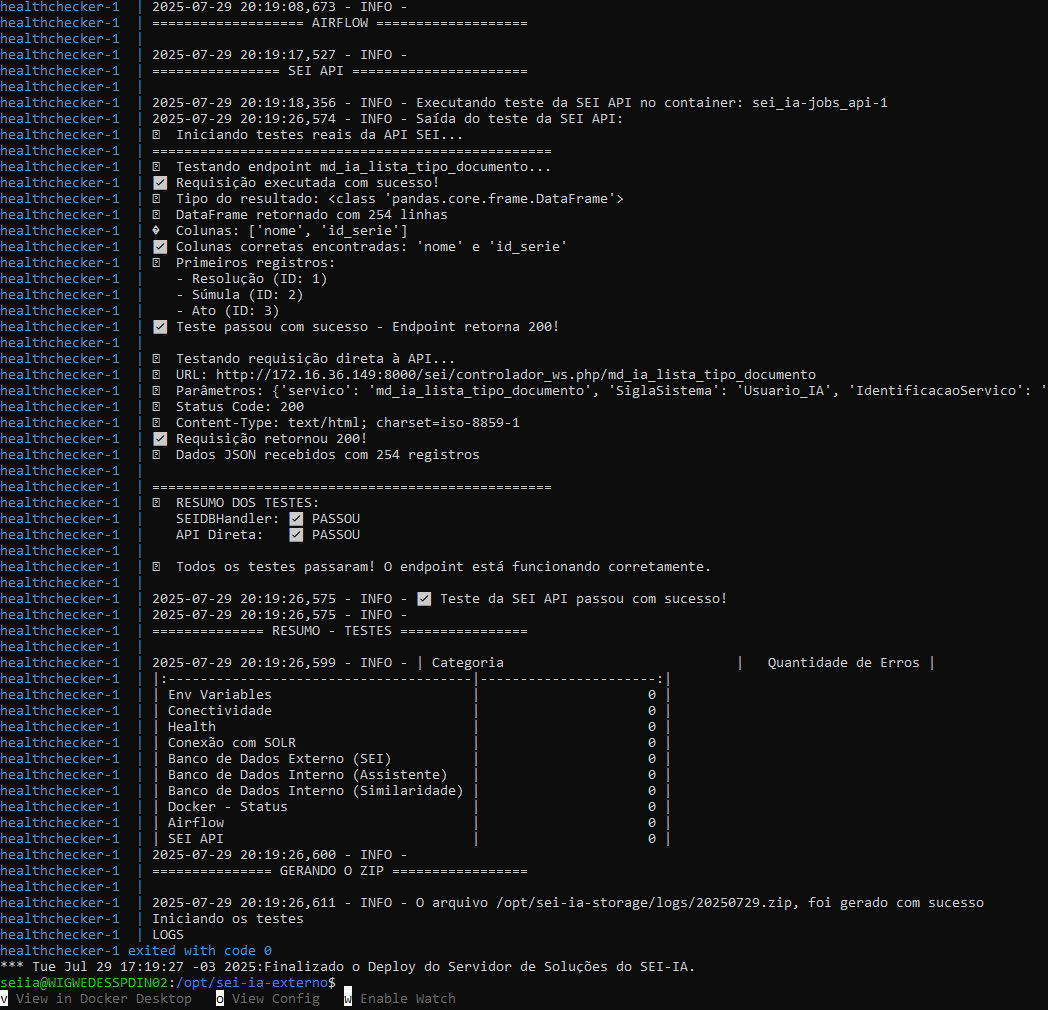 healthchecker-1  | 2025-07-29 20:19:08,673 - INFO -
healthchecker-1  | =================== AIRFLOW ===================
healthchecker-1  |
healthchecker-1  | 2025-07-29 20:19:17,527 - INFO -
healthchecker-1  | ================ SEI API ======================
healthchecker-1  |
healthchecker-1  | 2025-07-29 20:19:18,356 - INFO - Executando teste da SEI API no container: sei_ia-jobs_api-1
healthchecker-1  | 2025-07-29 20:19:26,574 - INFO - Saída do teste da SEI API:
healthchecker-1  | Iniciando testes reais da API SEI...
healthchecker-1  | ==================================================
healthchecker-1  | Testando endpoint md_ia_lista_tipo_documento...
healthchecker-1  | ✅ Requisição executada com sucesso!
healthchecker-1  | Tipo do resultado: <class 'pandas.core.frame.DataFrame'>
healthchecker-1  | DataFrame retornado com 254 linhas
healthchecker-1  | � Colunas: ['nome', 'id_serie']
healthchecker-1  | ✅ Colunas corretas encontradas: 'nome' e 'id_serie'
healthchecker-1  | Primeiros registros:
healthchecker-1  |    - Resolução (ID: 1)
healthchecker-1  |    - Súmula (ID: 2)
healthchecker-1  |    - Ato (ID: 3)
healthchecker-1  | ✅ Teste passou com sucesso - Endpoint retorna 200!
healthchecker-1  |
healthchecker-1  | Testando requisição direta à API...
healthchecker-1  | URL: http://172.16.36.149:8000/sei/controlador_ws.php/md_ia_lista_tipo_documento
healthchecker-1  | Parâmetros: {'servico': 'md_ia_lista_tipo_documento', 'SiglaSistema': 'Usuario_IA', 'IdentificacaoServico': '
healthchecker-1  | Status Code: 200
healthchecker-1  | Content-Type: text/html; charset=iso-8859-1
healthchecker-1  | ✅ Requisição retornou 200!
healthchecker-1  | Dados JSON recebidos com 254 registros
healthchecker-1  |
healthchecker-1  | ==================================================
healthchecker-1  | RESUMO DOS TESTES:
healthchecker-1  |    SEIDBHandler: ✅ PASSOU
healthchecker-1  |    API Direta:   ✅ PASSOU
healthchecker-1  |
healthchecker-1  | Todos os testes passaram! O endpoint está funcionando corretamente.
healthchecker-1  |
healthchecker-1  | 2025-07-29 20:19:26,575 - INFO - ✅ Teste da SEI API passou com sucesso!
healthchecker-1  | 2025-07-29 20:19:26,575 - INFO -
healthchecker-1  | ============== RESUMO - TESTES ================
healthchecker-1  |
healthchecker-1  | 2025-07-29 20:19:26,599 - INFO - | Categoria                             |   Quantidade de Erros |
healthchecker-1  | |:--------------------------------------|----------------------:|
healthchecker-1  | | Env Variables                         |                     0 |
healthchecker-1  | | Conectividade                         |                     0 |
healthchecker-1  | | Health                                |                     0 |
healthchecker-1  | | Conexão com SOLR                      |                     0 |
healthchecker-1  | | Banco de Dados Externo (SEI)          |                     0 |
healthchecker-1  | | Banco de Dados Interno (Assistente)   |                     0 |
healthchecker-1  | | Banco de Dados Interno (Similaridade) |                     0 |
healthchecker-1  | | Docker - Status                       |                     0 |
healthchecker-1  | | Airflow                               |                     0 |
healthchecker-1  | | SEI API                               |                     0 |
healthchecker-1  | 2025-07-29 20:19:26,600 - INFO -
healthchecker-1  | =============== GERANDO O ZIP =================
healthchecker-1  |
healthchecker-1  | 2025-07-29 20:19:26,611 - INFO - O arquivo /opt/sei-ia-storage/logs/20250729.zip, foi gerado com sucesso
healthchecker-1  | Iniciando os testes
healthchecker-1  | LOGS
healthchecker-1 exited with code 0
*** Tue Jul 29 17:19:27 -03 2025:Finalizado o Deploy do Servidor de Soluções do SEI-IA.
seiia@WIGWEDESSPDIN02:/opt/sei-ia-externo$
v View in Docker Desktop   o View Config   w Enable Watch